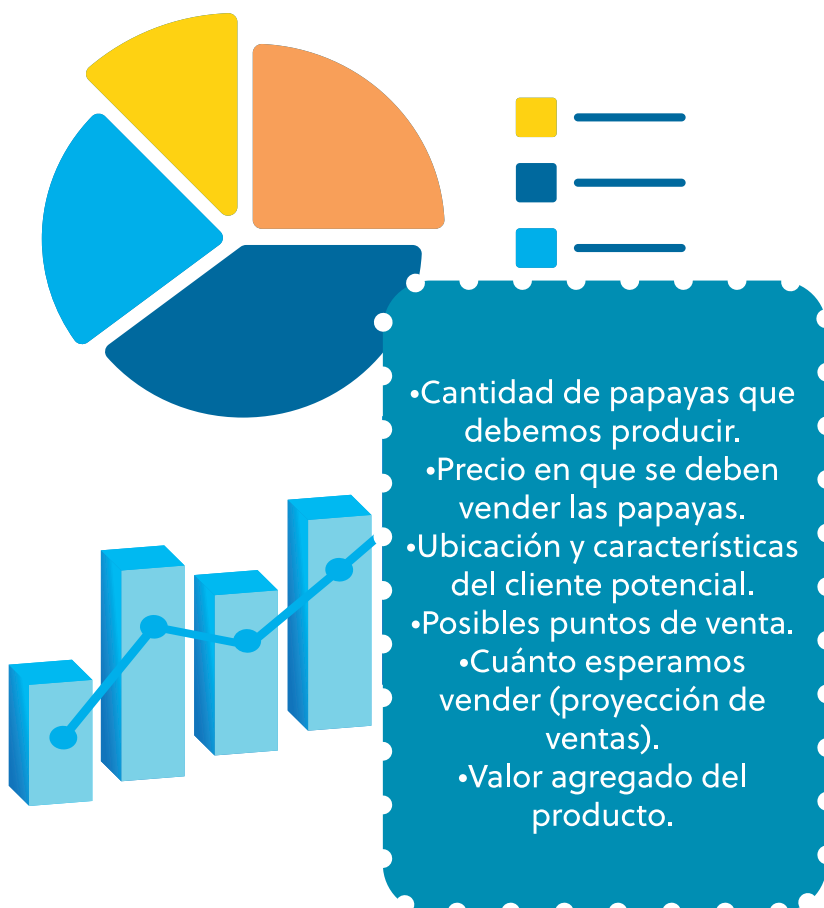 •Cantidad de papayas que
debemos producir.
•Precio en que se deben
vender las papayas.
•Ubicación y características
del cliente potencial.
•Posibles puntos de venta.
•Cuánto esperamos
vender (proyección de
ventas).
•Valor agregado del
producto.